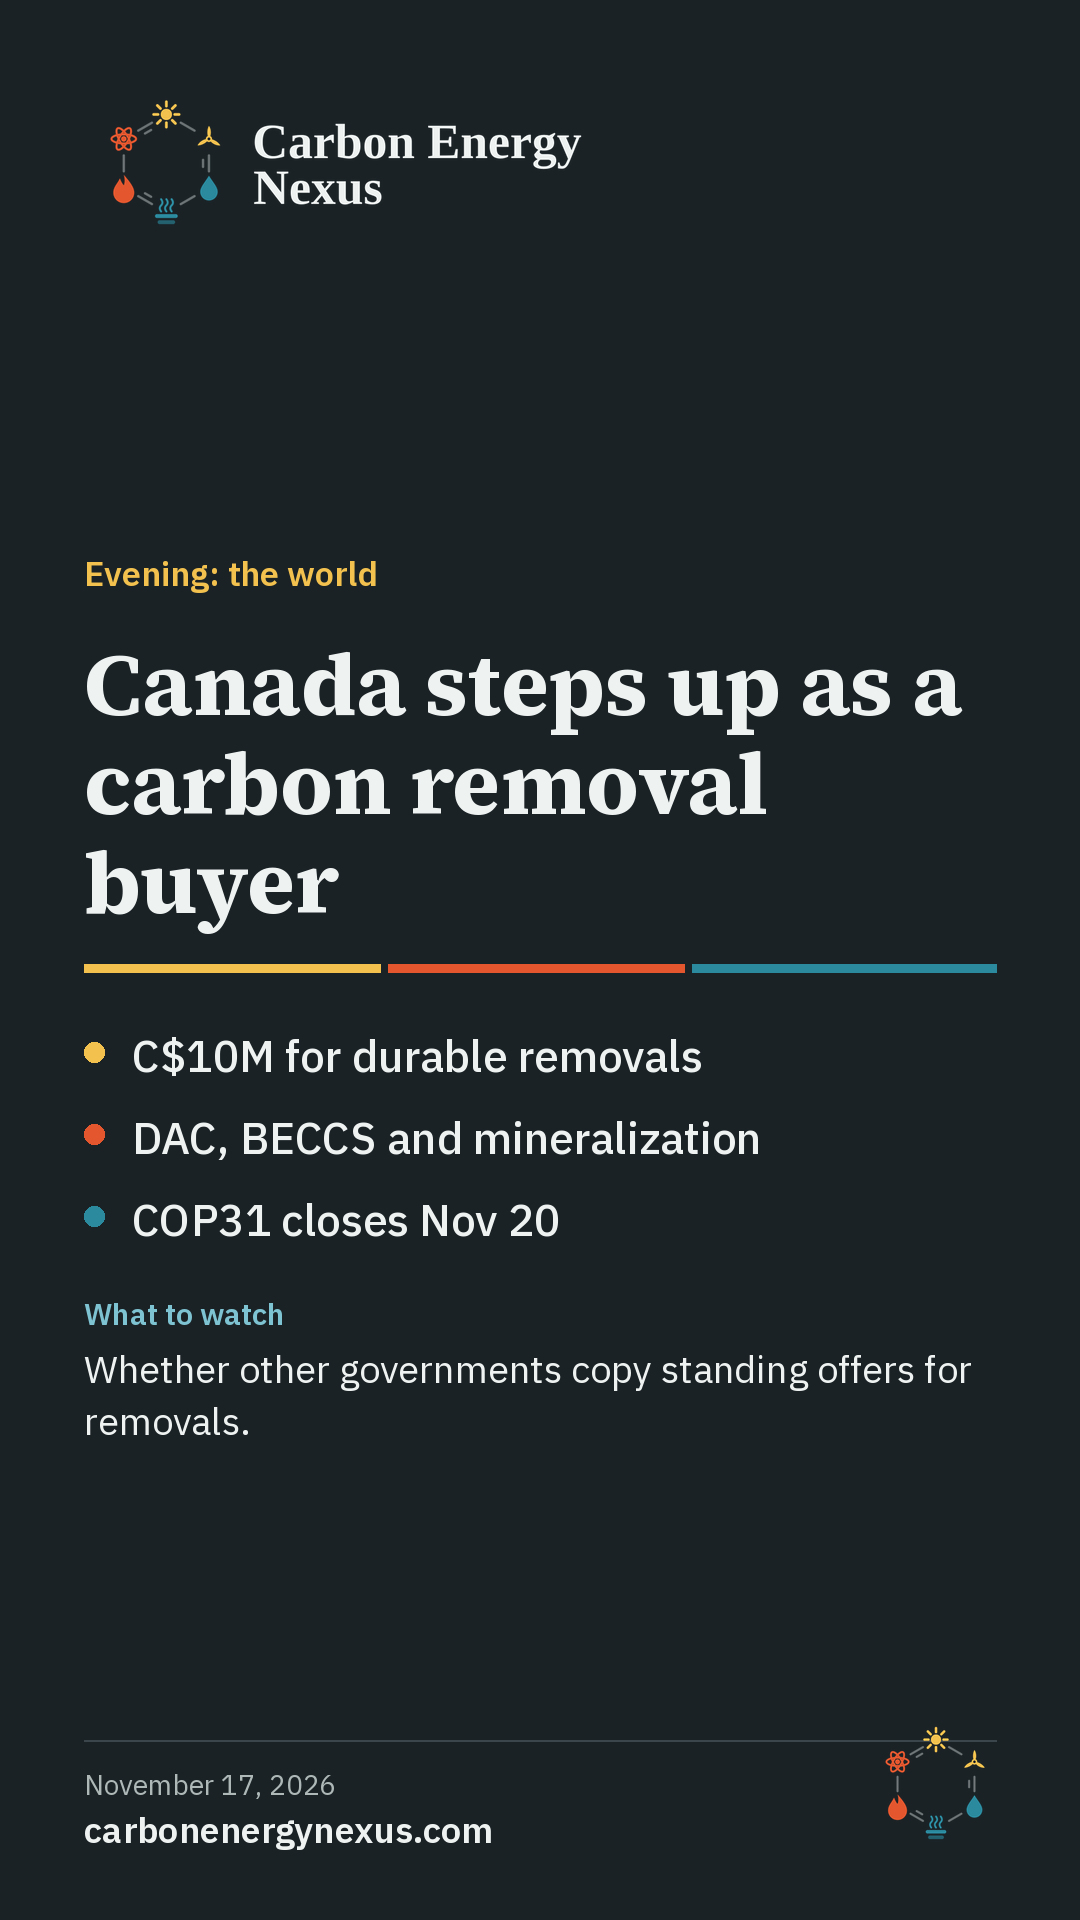 Carbon Energy
Nexus
Evening: the world
Canada steps up as a
carbon removal
buyer
C$10M for durable removals
DAC, BECCS and mineralization
COP31 closes Nov 20
What to watch
Whether other governments copy standing offers for
removals.
November 17, 2026
carbonenergynexus.com